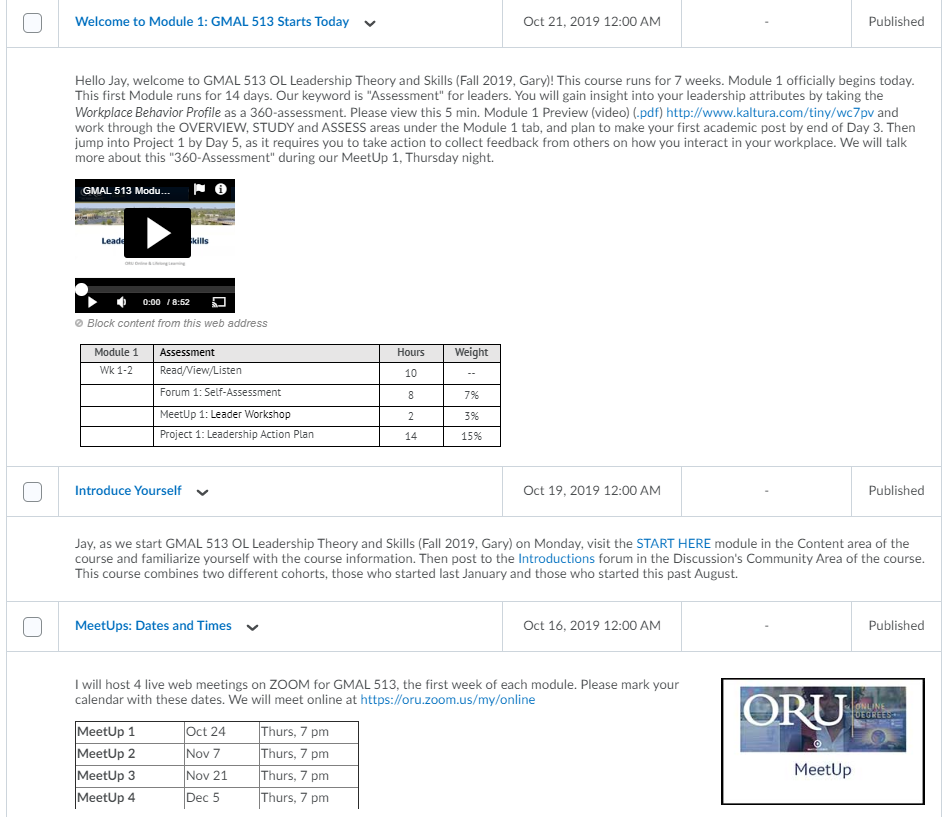 Welcome to Module 1: GMAL 513 Starts Today
Oct 21, 2019 12:00 AM
-
Published
Hello Jay, welcome to GMAL 513 OL Leadership Theory and Skills (Fall 2019, Gary)! This course runs for 7 weeks. Module 1 officially begins today.
This first Module runs for 14 days. Our keyword is "Assessment" for leaders. You will gain insight into your leadership attributes by taking the
Workplace Behavior Profile as a 360-assessment. Please view this 5 min. Module 1 Preview (video) (.pdf) http://www.kaltura.com/tiny/wc7pv and
work through the OVERVIEW, STUDY and ASSESS areas under the Module 1 tab, and plan to make your first academic post by end of Day 3. Then
jump into Project 1 by Day 5, as it requires you to take action to collect feedback from others on how you interact in your workplace. We will talk
more about this "360-Assessment" during our MeetUp 1, Thursday night.
GMAL 513 Modu...
Leade
kills
ORU Online & Lifelong Learning
0:00 / 8:52
Block content from this web address
Module 1 Assessment Hours Weight
Wk 1-2 Read/View/Listen 10 --
Forum 1: Self-Assessment 8 7%
MeetUp 1: Leader Workshop 2 3%
Project 1: Leadership Action Plan 14 15%
Introduce Yourself
Oct 19, 2019 12:00 AM
-
Published
Jay, as we start GMAL 513 OL Leadership Theory and Skills (Fall 2019, Gary) on Monday, visit the START HERE module in the Content area of the
course and familiarize yourself with the course information. Then post to the Introductions forum in the Discussion's Community Area of the course.
This course combines two different cohorts, those who started last January and those who started this past August.
MeetUps: Dates and Times
Oct 16, 2019 12:00 AM
-
Published
I will host 4 live web meetings on ZOOM for GMAL 513, the first week of each module. Please mark your
calendar with these dates. We will meet online at https://oru.zoom.us/my/online
MeetUp 1 Oct 24 Thurs, 7 pm
MeetUp 2 Nov 7 Thurs, 7 pm
MeetUp 3 Nov 21 Thurs, 7 pm
MeetUp 4 Dec 5 Thurs, 7 pm
ORU
ONLINE
DEGREES
MeetUp